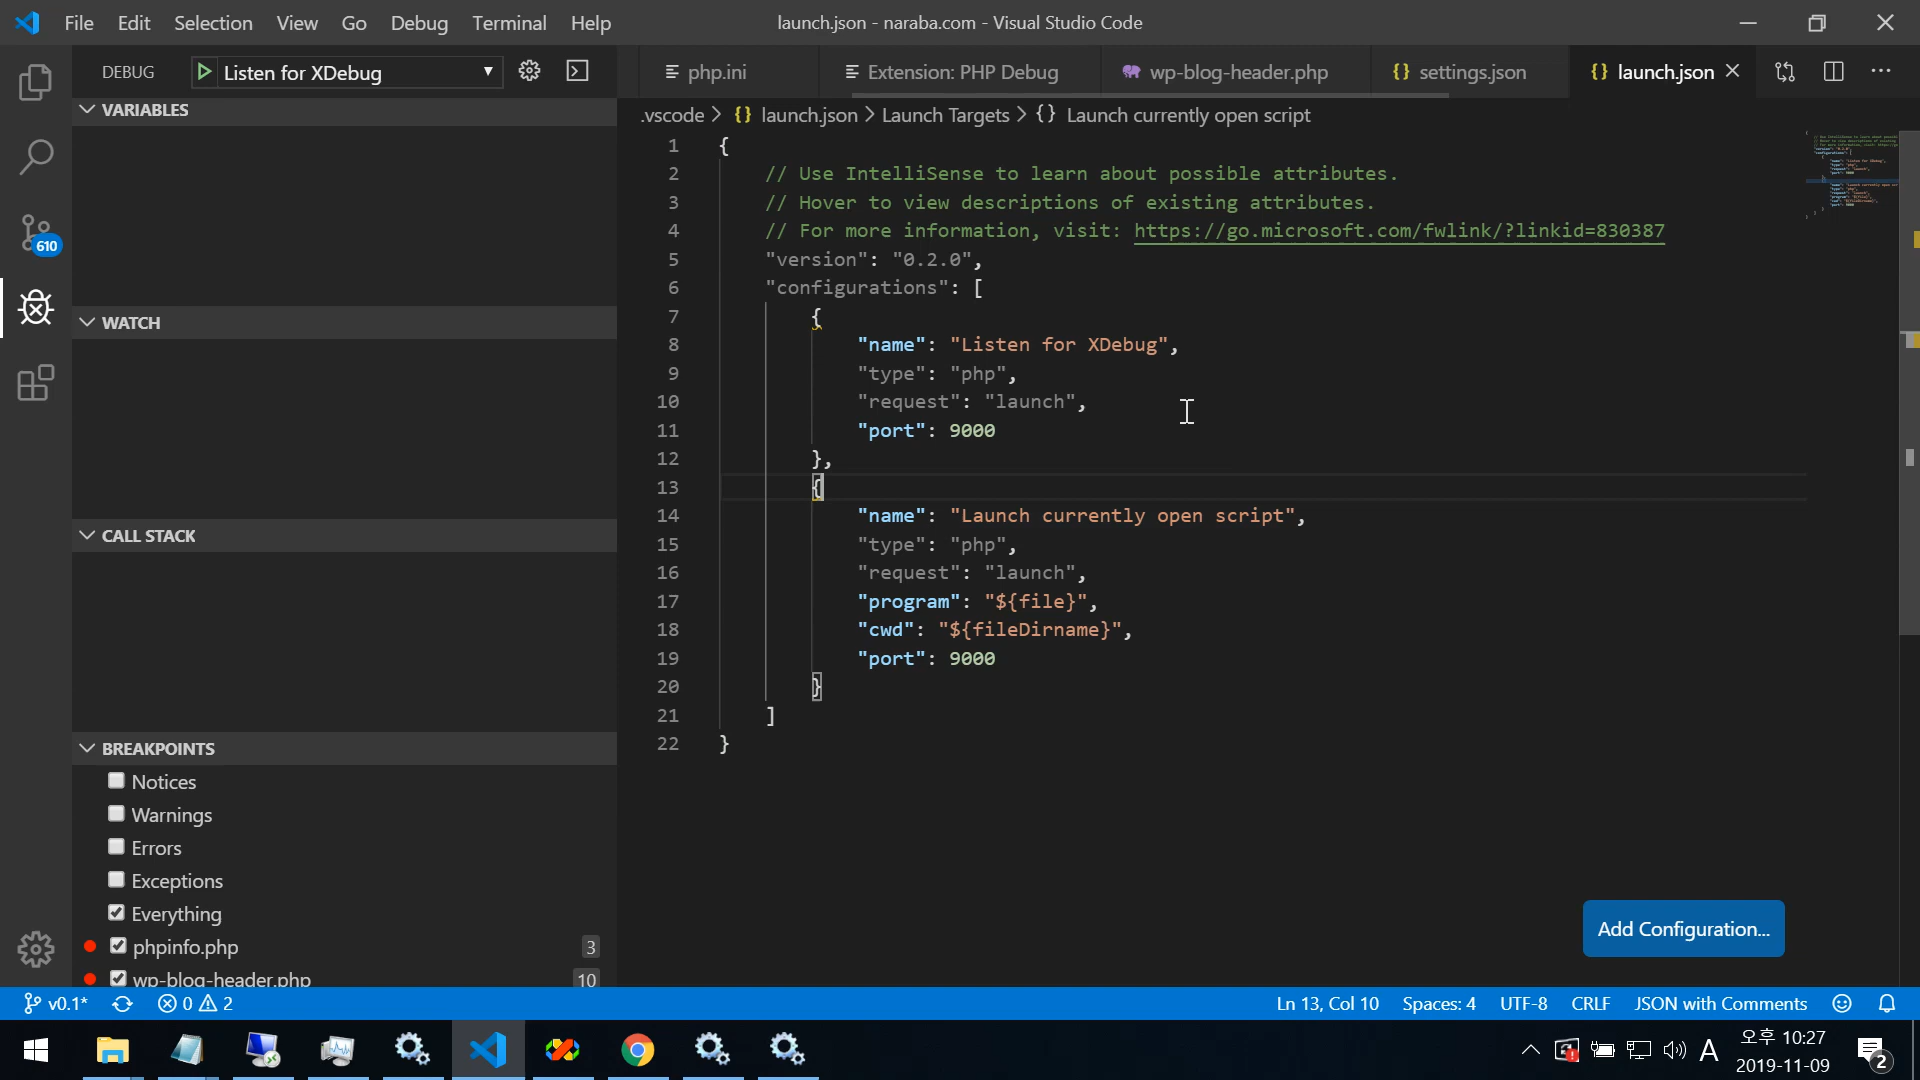 File Edit Selection View Go Debug Terminal Help launch.json - naraba.com - Visual Studio Code
DEBUG Listen for XDebug php.ini Extension: PHP Debug wp-blog-header.php settings.json launch.json
.vscode > {} launch.json > Launch Targets > {} Launch currently open script
VARIABLES
WATCH
CALL STACK
BREAKPOINTS
Notices
Warnings
Errors
Exceptions
Everything
phpinfo.php 3
wp-blog-header.php 10
610
1 {
2 // Use IntelliSense to learn about possible attributes.
3 // Hover to view descriptions of existing attributes.
4 // For more information, visit: https://go.microsoft.com/fwlink/?linkid=830387
5 "version": "0.2.0",
6 "configurations": [
7 {
8 "name": "Listen for XDebug",
9 "type": "php",
10 "request": "launch",
11 "port": 9000
12 },
13 {
14 "name": "Launch currently open script",
15 "type": "php",
16 "request": "launch",
17 "program": "${file}",
18 "cwd": "${fileDirname}",
19 "port": 9000
20 }
21 ]
22 }
Add Configuration...
v0.1* 0 2 Ln 13, Col 10 Spaces: 4 UTF-8 CRLF JSON with Comments
A 오후 10:27
2019-11-09
2